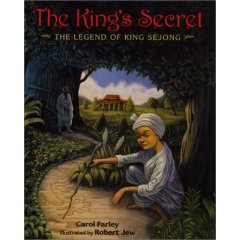 The King's Secret
THE LEGEND OF KING SEJONG
Carol Farley
Illustrated by Robert Jew